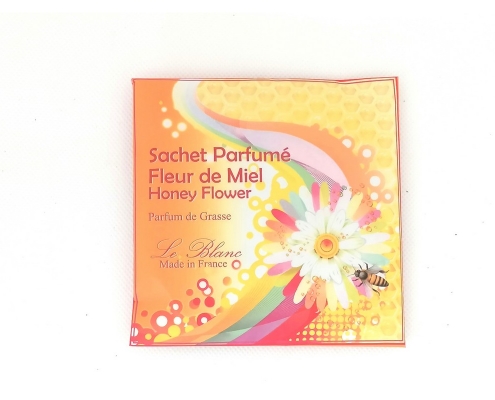 Sachet Parfumé
Fleur de Miel
Honey Flower
Parfum de Grasse
Le Blanc
Made in France